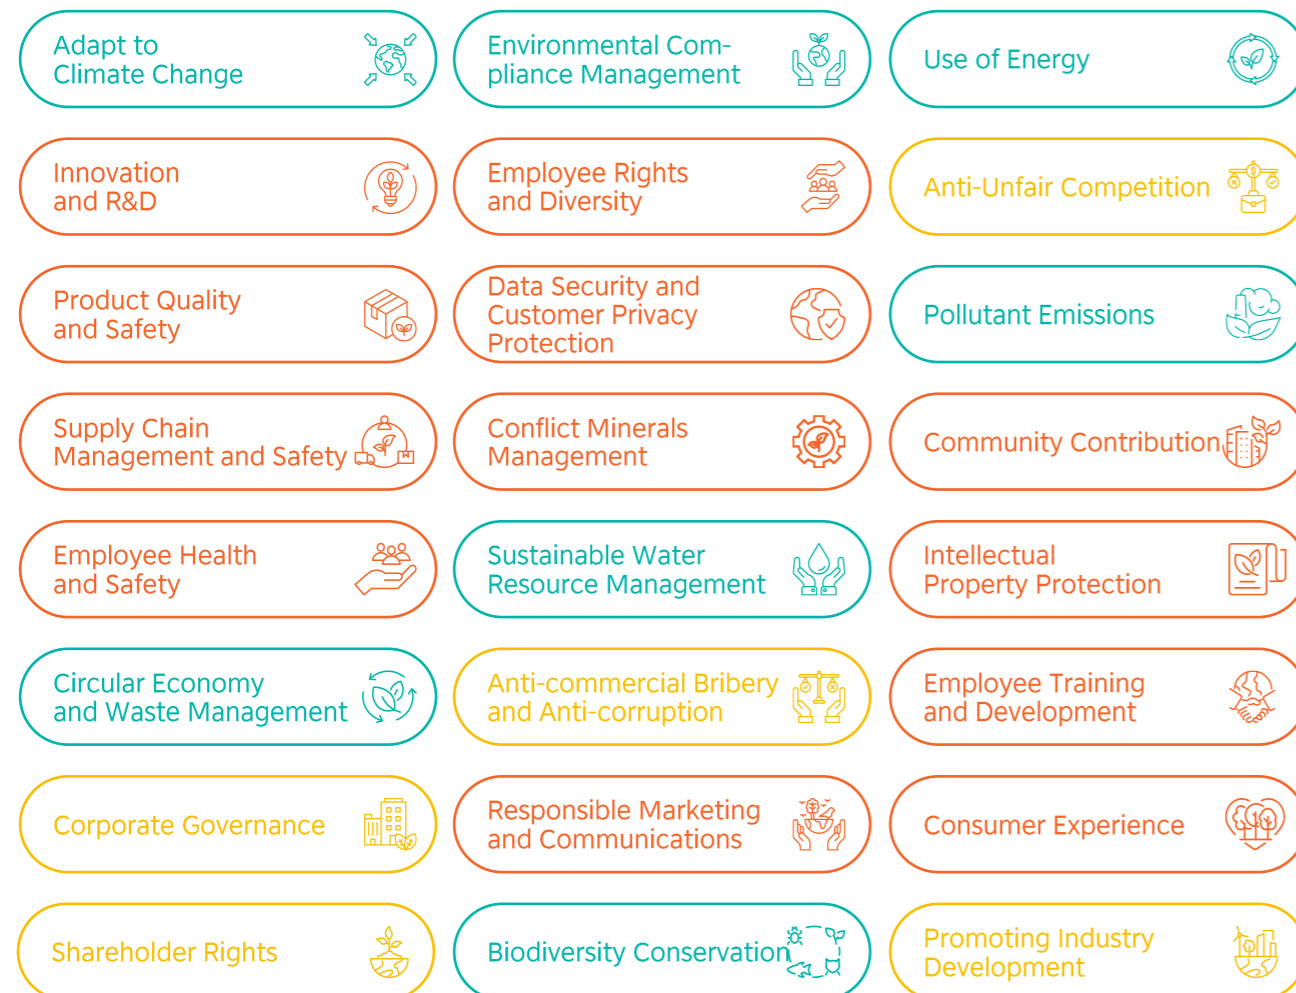 Adapt to
Climate Change
Environmental Com-
pliance Management
Use of Energy
Innovation
and R&D
Employee Rights
and Diversity
Anti-Unfair Competition
Product Quality
and Safety
Data Security and
Customer Privacy
Protection
Pollutant Emissions
Supply Chain
Management and Safety
Conflict Minerals
Management
Community Contribution
Employee Health
and Safety
Sustainable Water
Resource Management
Intellectual
Property Protection
Circular Economy
and Waste Management
Anti-commercial Bribery
and Anti-corruption
Employee Training
and Development
Corporate Governance
Responsible Marketing
and Communications
Consumer Experience
Shareholder Rights
Biodiversity Conservation
Promoting Industry
Development